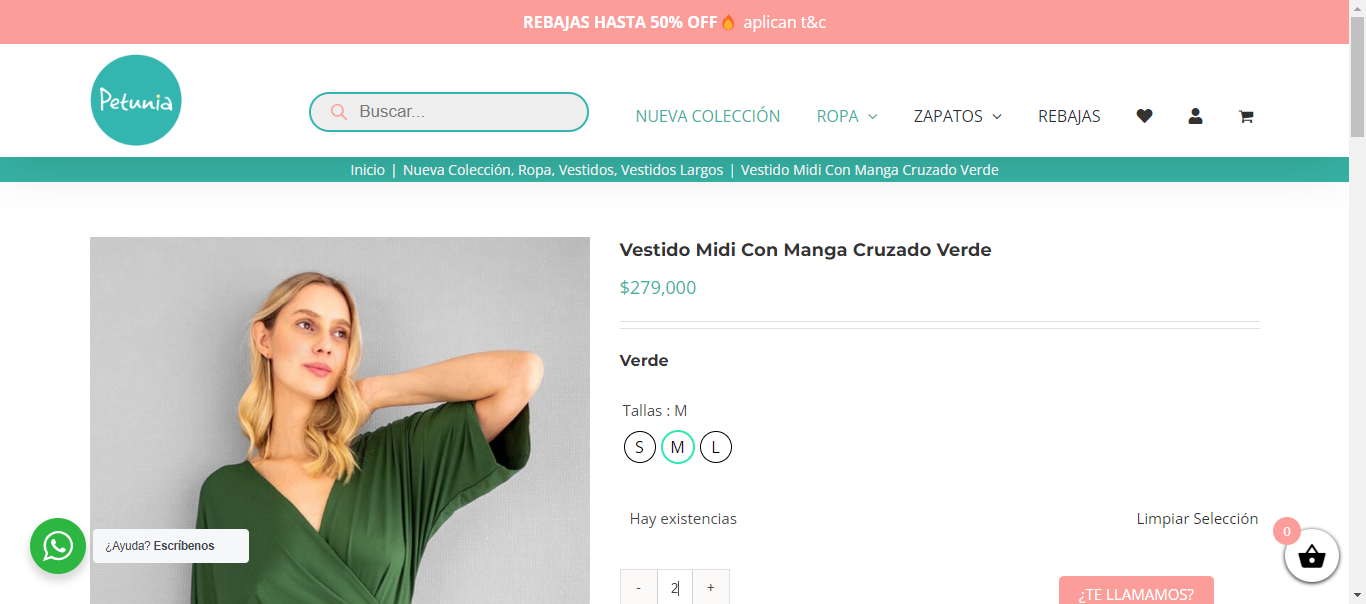 REBAJAS HASTA 50% OFF🔥 aplican t&c
Petunia
Buscar...
NUEVA COLECCIÓN
ROPA
ZAPATOS
REBAJAS
Inicio | Nueva Colección, Ropa, Vestidos, Vestidos Largos | Vestido Midi Con Manga Cruzado Verde
Vestido Midi Con Manga Cruzado Verde
$279,000
Verde
Tallas : M
S M L
Hay existencias
Limpiar Selección
¿Ayuda? Escríbenos
0
- 2 +
¿TE LLAMAMOS?